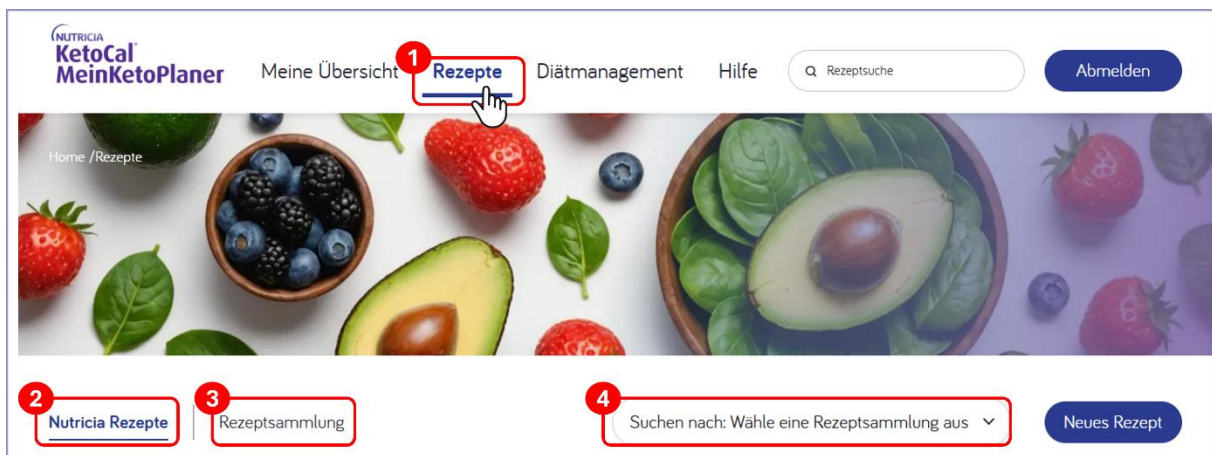 NUTRICIA
KetoCal
MeinKetoPlaner
Meine Übersicht
1
Rezepte
Diätmanagement
Hilfe
Rezeptsuche
Abmelden
Home /Rezepte
2
Nutricia Rezepte
3
Rezeptsammlung
4
Suchen nach: Wähle eine Rezeptsammlung aus
Neues Rezept